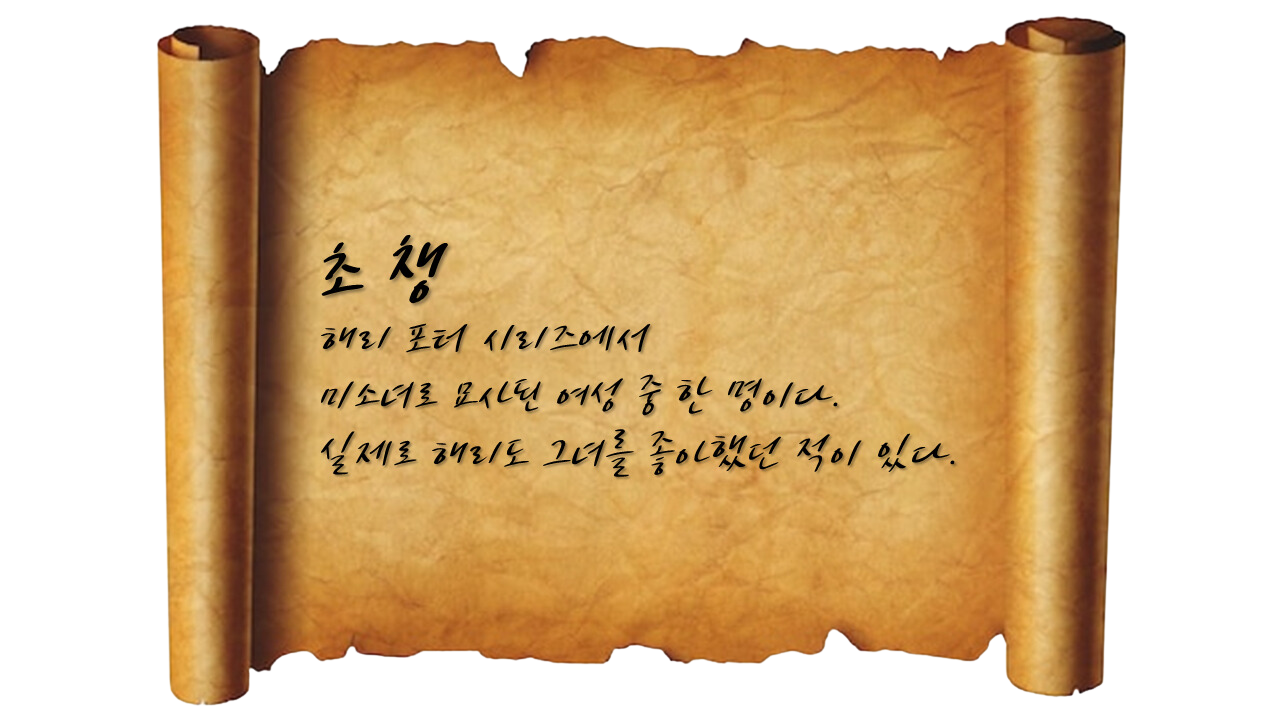 초 챙
해리 포터 시리즈에서
미소녀로 묘사된 여성 중 한 명이다.
실제로 해리도 그녀를 좋아했던 적이 있다.